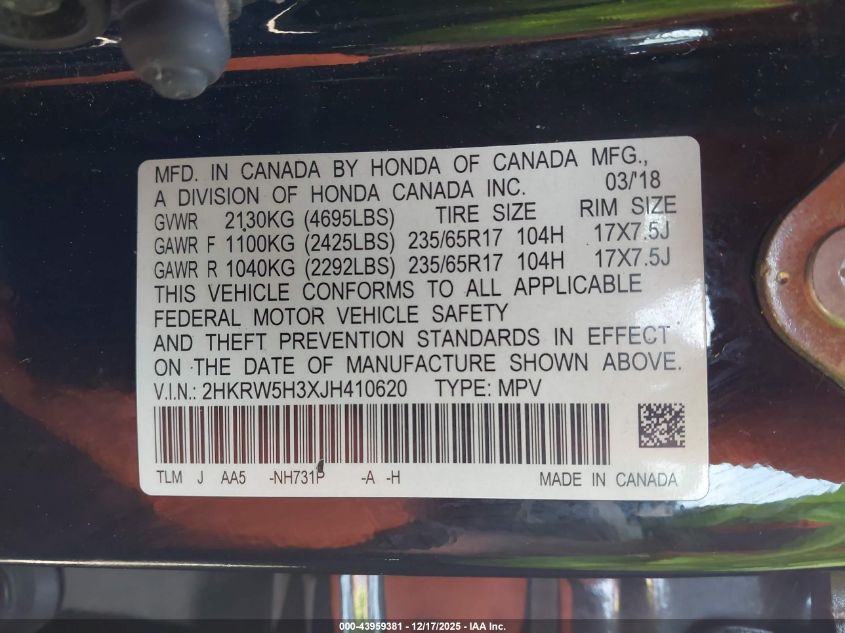 MFD. IN CANADA BY HONDA OF CANADA MFG.,
A DIVISION OF HONDA CANADA INC. 03/'18
GVWR 2130KG (4695LBS) TIRE SIZE RIM SIZE
GAWR F 1100KG (2425LBS) 235/65R17 104H 17X7.5J
GAWR R 1040KG (2292LBS) 235/65R17 104H 17X7.5J
THIS VEHICLE CONFORMS TO ALL APPLICABLE
FEDERAL MOTOR VEHICLE SAFETY
AND THEFT PREVENTION STANDARDS IN EFFECT
ON THE DATE OF MANUFACTURE SHOWN ABOVE.
V.I.N.: 2HKRW5H3XJH410620 TYPE: MPV
TLM J AA5 -NH731P -A -H MADE IN CANADA
000-43959381 - 12/17/2025 - IAA Inc.